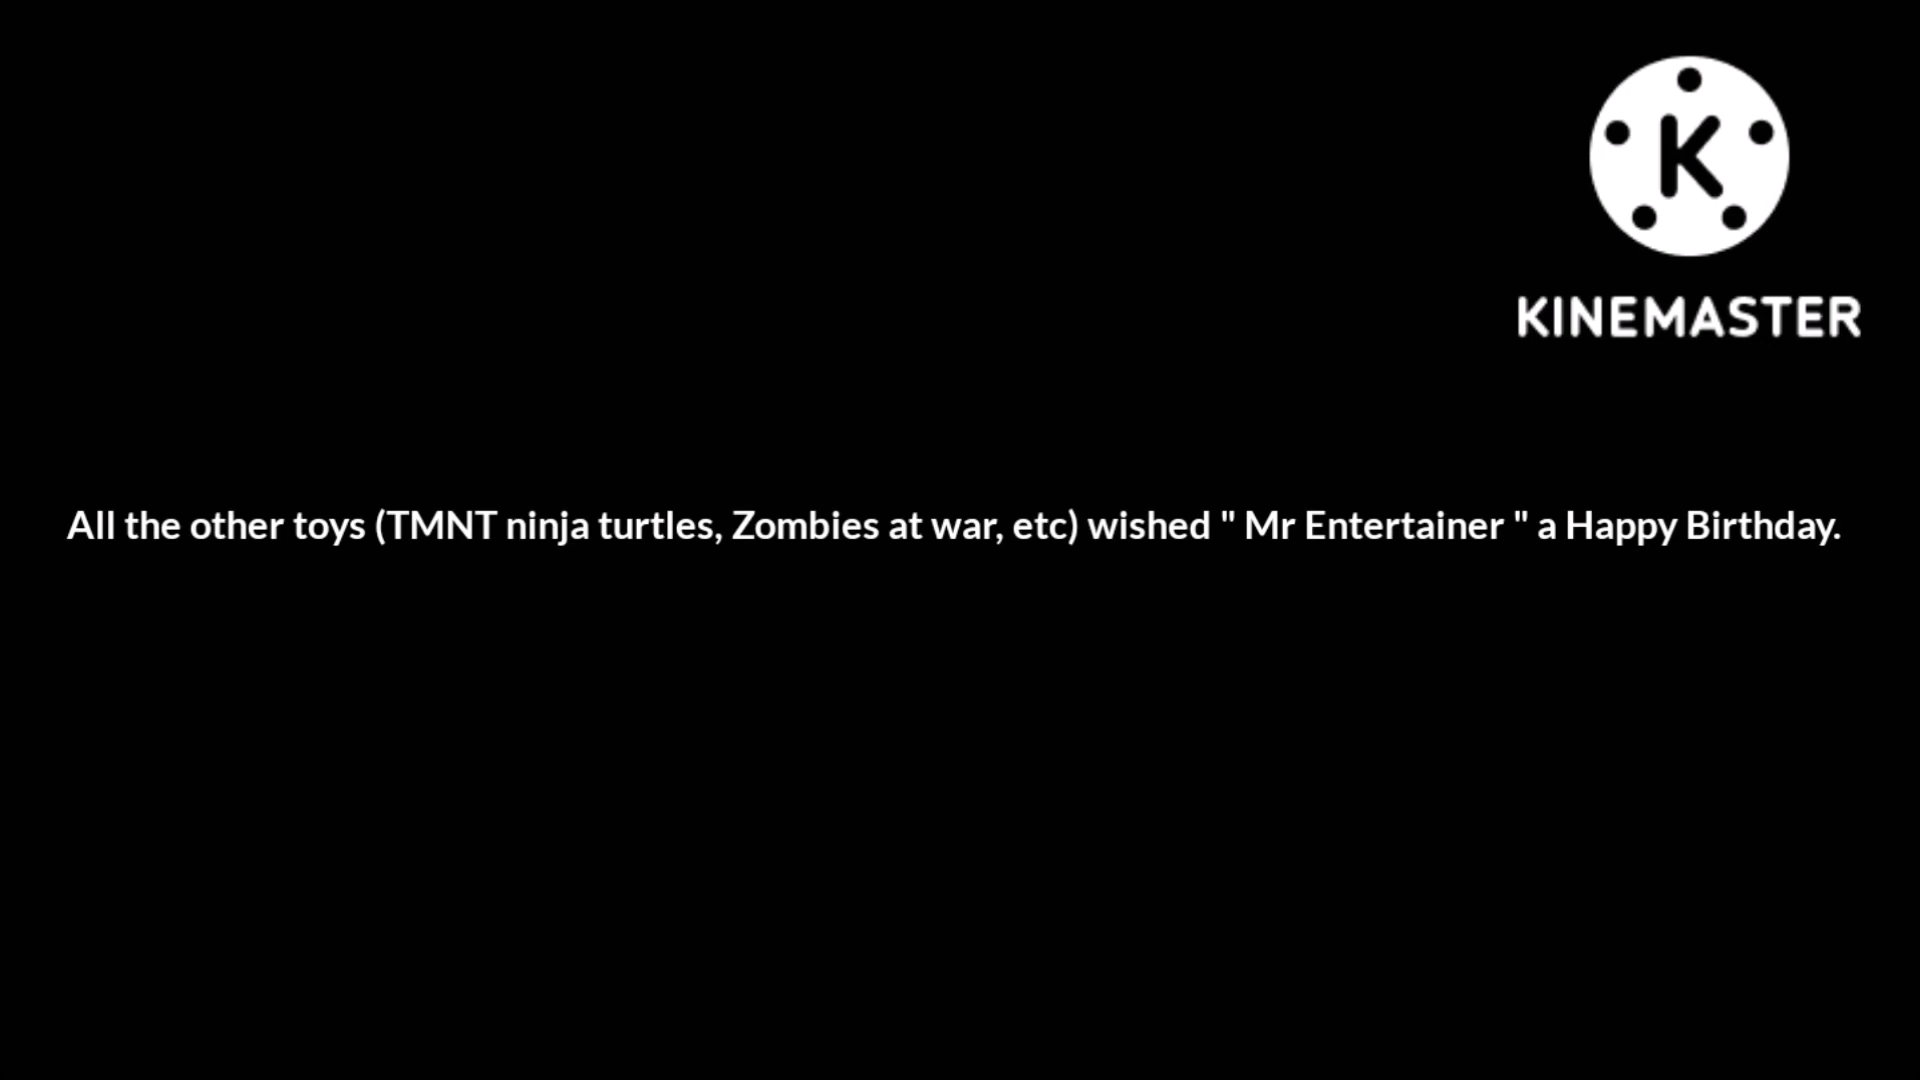 K
KINEMASTER
All the other toys (TMNT ninja turtles, Zombies at war, etc) wished " Mr Entertainer " a Happy Birthday.